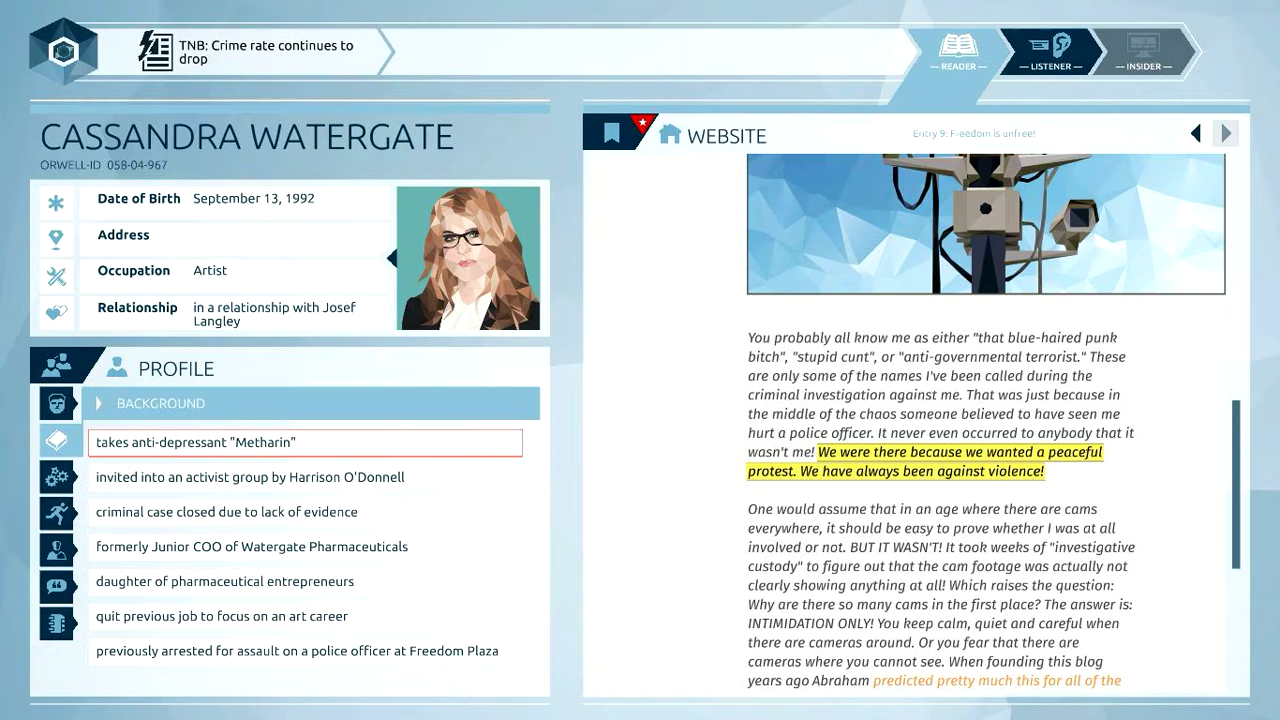 TNB: Crime rate continues to
drop
— READER —
— LISTENER —
— INSIDER —
CASSANDRA WATERGATE
ORWELL-ID 058-04-967
Date of Birth September 13, 1992
Address
Occupation Artist
Relationship in a relationship with Josef
Langley
PROFILE
BACKGROUND
takes anti-depressant "Metharin"
invited into an activist group by Harrison O'Donnell
criminal case closed due to lack of evidence
formerly Junior COO of Watergate Pharmaceuticals
daughter of pharmaceutical entrepreneurs
quit previous job to focus on an art career
previously arrested for assault on a police officer at Freedom Plaza
WEBSITE
Entry 9: Freedom is unfree!
You probably all know me as either "that blue-haired punk
bitch", "stupid cunt", or "anti-governmental terrorist." These
are only some of the names I've been called during the
criminal investigation against me. That was just because in
the middle of the chaos someone believed to have seen me
hurt a police officer. It never even occurred to anybody that it
wasn't me! We were there because we wanted a peaceful
protest. We have always been against violence!
One would assume that in an age where there are cams
everywhere, it should be easy to prove whether I was at all
involved or not. BUT IT WASN'T! It took weeks of "investigative
custody" to figure out that the cam footage was actually not
clearly showing anything at all! Which raises the question:
Why are there so many cams in the first place? The answer is:
INTIMIDATION ONLY! You keep calm, quiet and careful when
there are cameras around. Or you fear that there are
cameras where you cannot see. When founding this blog
years ago Abraham predicted pretty much this for all of the